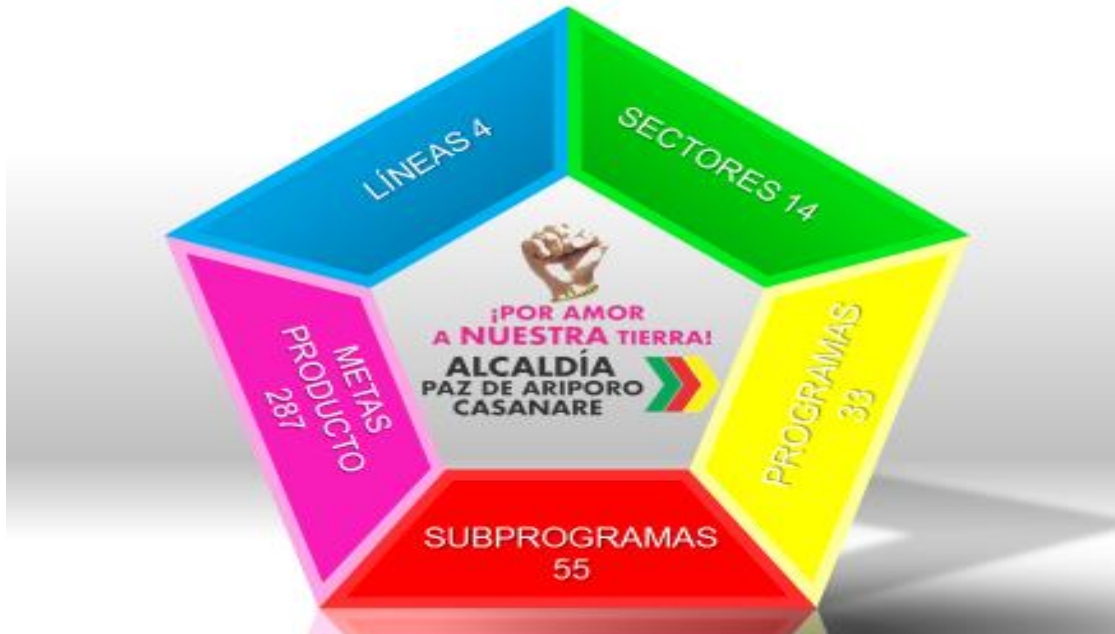 LÍNEAS 4
SECTORES 14
PROGRAMAS
33
SUBPROGRAMAS
55
METAS
PRODUCTO
287
¡POR AMOR
A NUESTRA TIERRA!
ALCALDÍA
PAZ DE ARIPORO
CASANARE